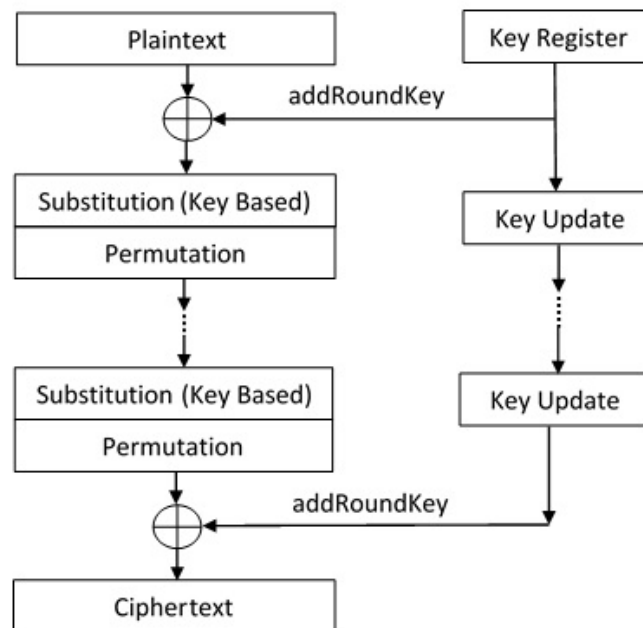 Plaintext
Key Register
addRoundKey
Substitution (Key Based)
Key Update
Permutation
Substitution (Key Based)
Key Update
Permutation
addRoundKey
Ciphertext